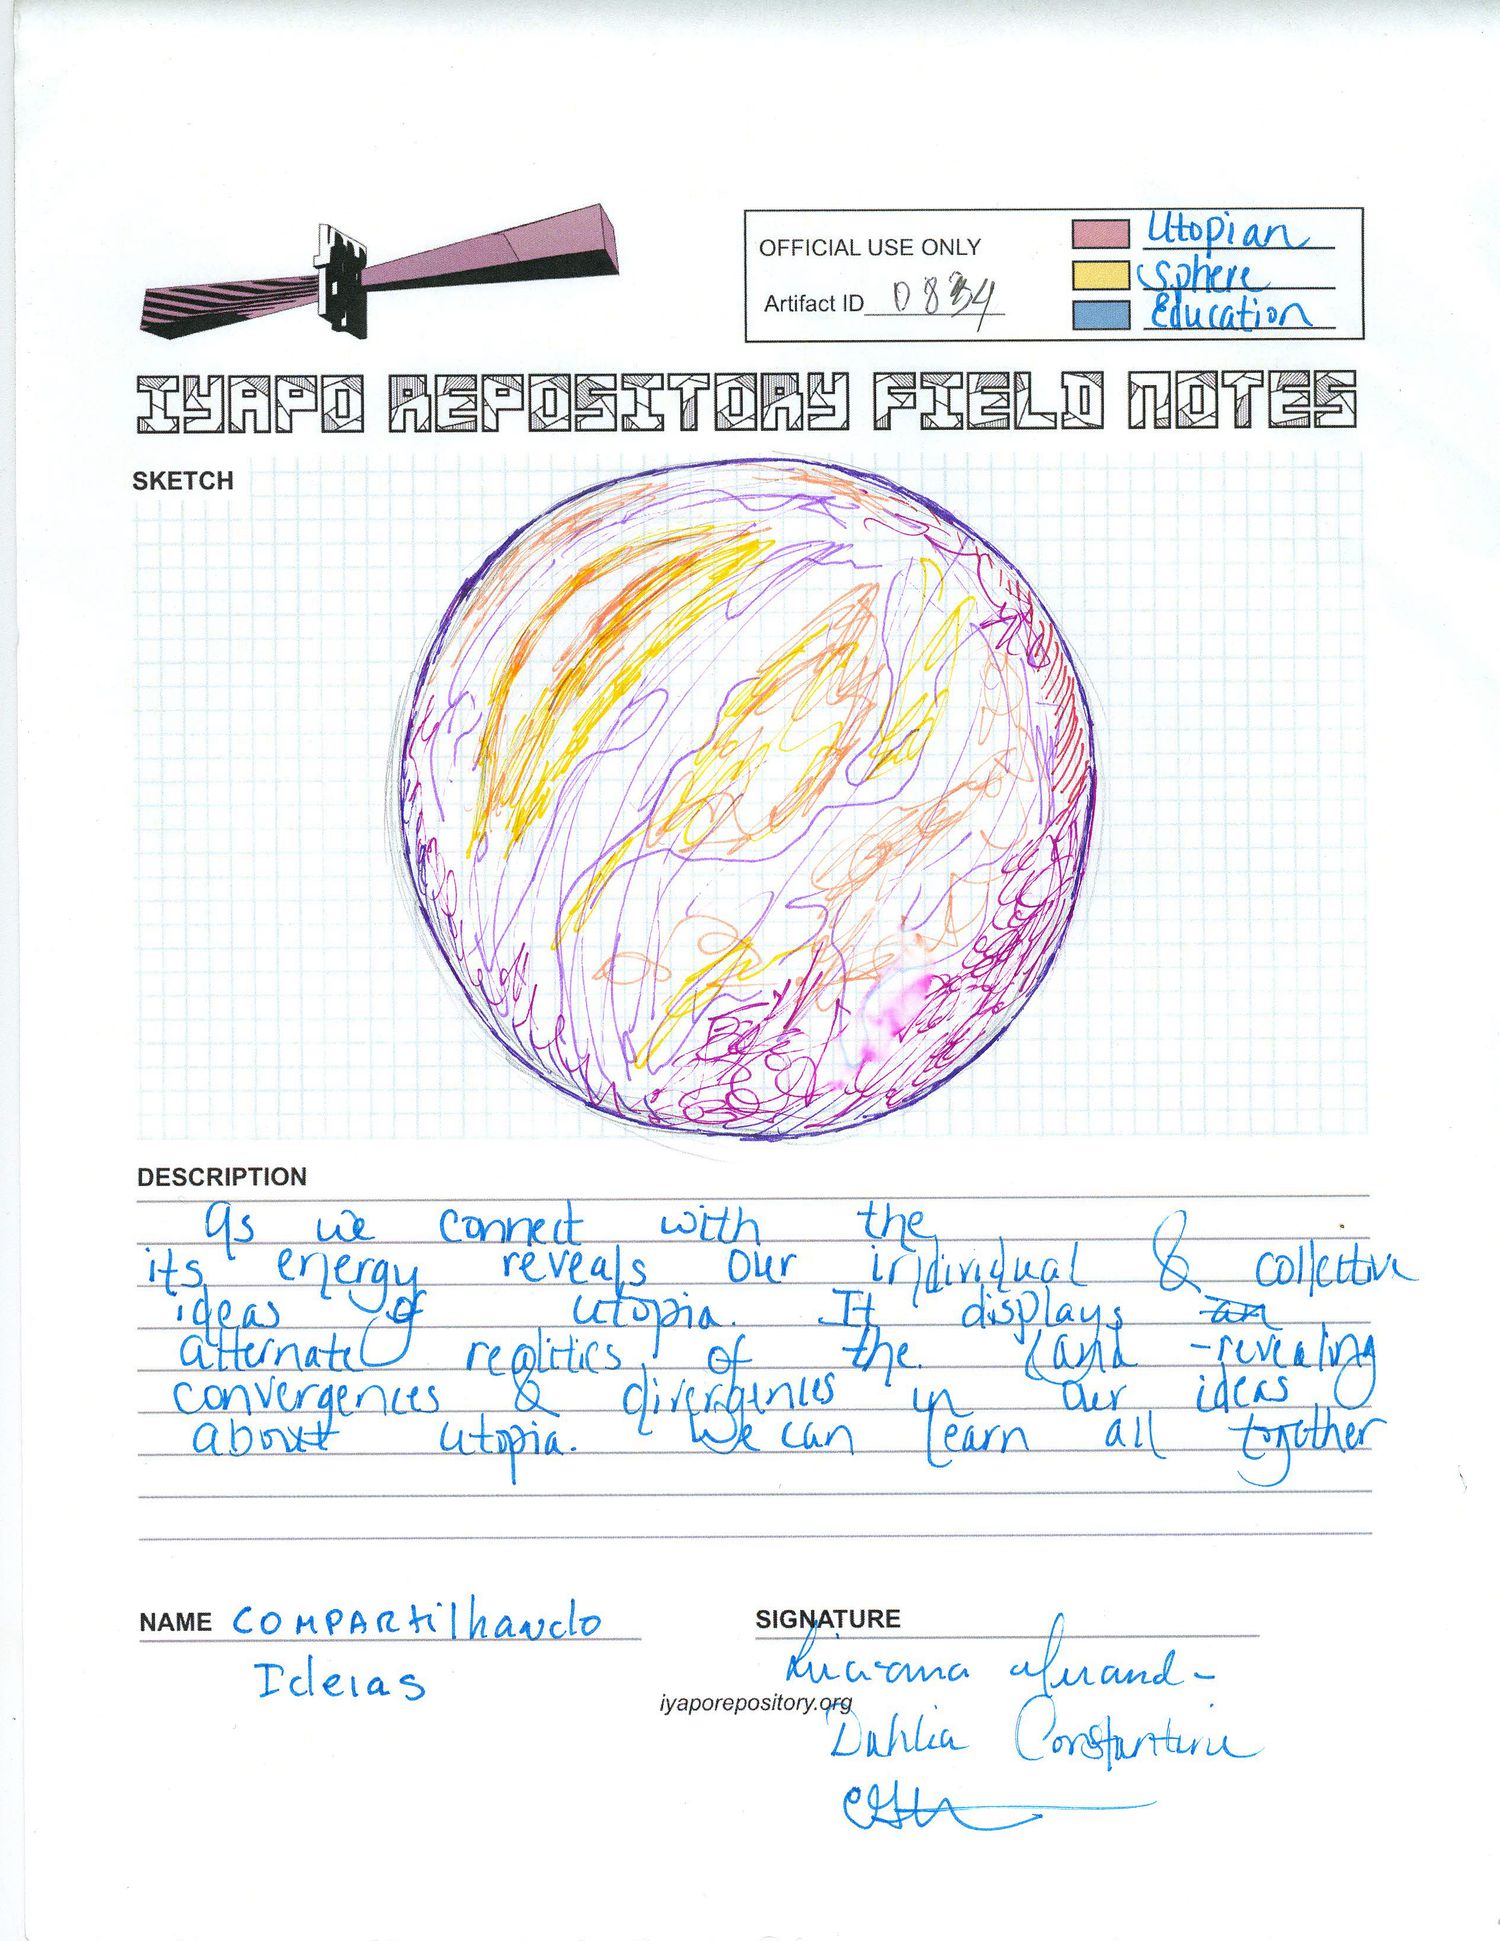 OFFICIAL USE ONLY
Artifact ID 0834
Utopian
Sphere
Education
IYAPO REPOSITORY FIELD NOTES
SKETCH
DESCRIPTION
as we connect with the
its energy reveals our individual & collective
ideas of utopia. It displays an
alternate realities of the land -revealing
convergences & divergences in our ideas
about utopia. We can learn all together
NAME COMPARtilhando
Ideias
SIGNATURE
Dahlia Constantine
iyaporepository.org